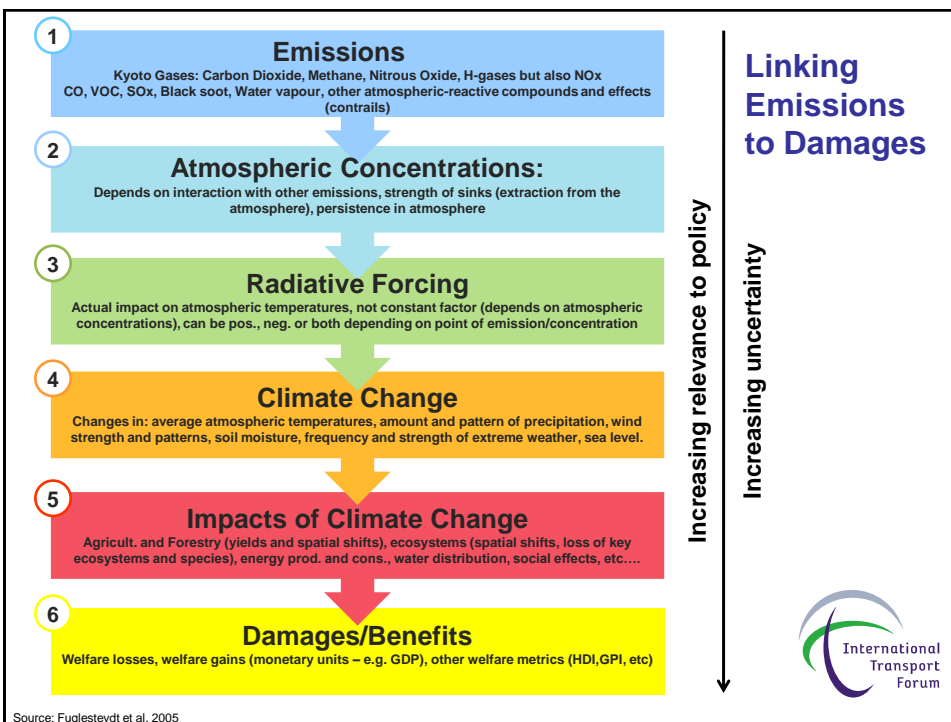 1
Emissions
Kyoto Gases: Carbon Dioxide, Methane, Nitrous Oxide, H-gases but also NOx
CO, VOC, SOx, Black soot, Water vapour, other atmospheric-reactive compounds and effects
(contrails)
2
Atmospheric Concentrations:
Depends on interaction with other emissions, strength of sinks (extraction from the
atmosphere), persistence in atmosphere
3
Radiative Forcing
Actual impact on atmospheric temperatures, not constant factor (depends on atmospheric
concentrations), can be pos., neg. or both depending on point of emission/concentration
4
Climate Change
Changes in: average atmospheric temperatures, amount and pattern of precipitation, wind
strength and patterns, soil moisture, frequency and strength of extreme weather, sea level.
5
Impacts of Climate Change
Agricult. and Forestry (yields and spatial shifts), ecosystems (spatial shifts, loss of key
ecosystems and species), energy prod. and cons., water distribution, social effects, etc….
6
Damages/Benefits
Welfare losses, welfare gains (monetary units – e.g. GDP), other welfare metrics (HDI,GPI, etc)
Source: Fuglesteydt et al. 2005
Increasing relevance to policy
Increasing uncertainty
Linking
Emissions
to Damages
International
Transport
Forum